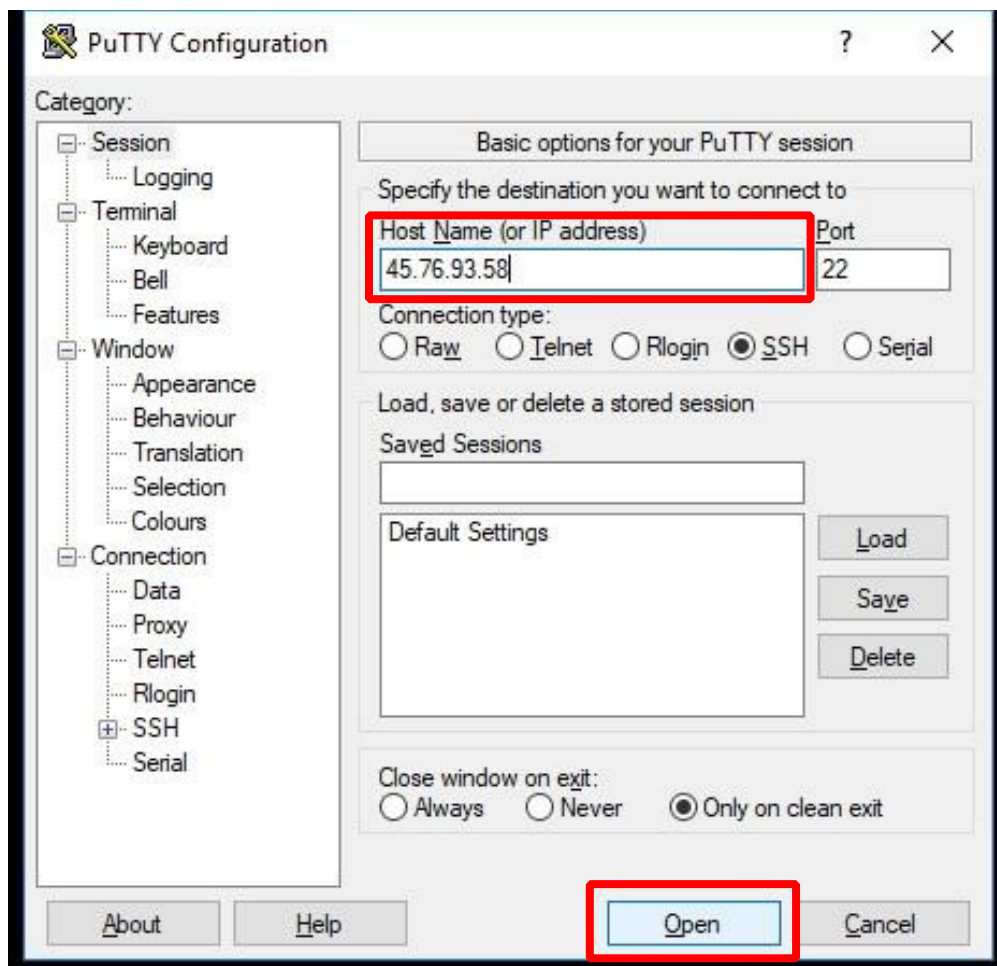 PuTTY Configuration
?
Category:
Session
Logging
Terminal
Keyboard
Bell
Features
Window
Appearance
Behaviour
Translation
Selection
Colours
Connection
Data
Proxy
Telnet
Rlogin
SSH
Serial
Basic options for your PuTTY session
Specify the destination you want to connect to
Host Name (or IP address) Port
45.76.93.58 22
Connection type:
Raw Telnet Rlogin SSH Serial
Load, save or delete a stored session
Saved Sessions
Default Settings
Load
Save
Delete
Close window on exit:
Always Never Only on clean exit
About Help Open Cancel